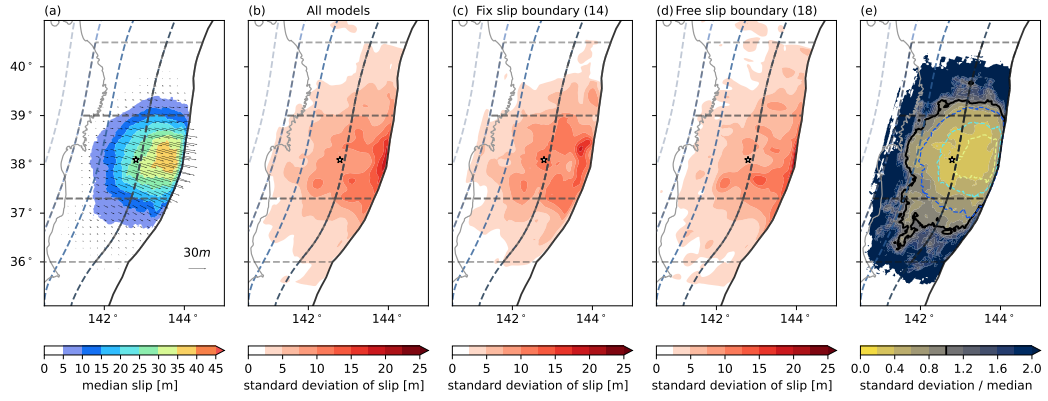 (a)
(b) All models
(c) Fix slip boundary (14)
(d) Free slip boundary (18)
(e)
40°
39°
38°
37°
36°
30m
142° 144°
142° 144°
142° 144°
142° 144°
142° 144°
0 5 10 15 20 25 30 35 40 45
median slip [m]
0 5 10 15 20 25
standard deviation of slip [m]
0 5 10 15 20 25
standard deviation of slip [m]
0 5 10 15 20 25
standard deviation of slip [m]
0.0 0.4 0.8 1.2 1.6 2.0
standard deviation / median